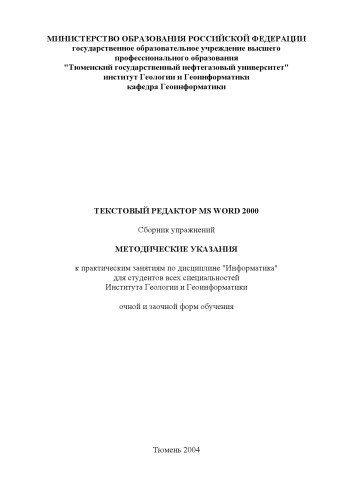 МИНИСТЕРСТВО ОБРАЗОВАНИЯ РОССИЙСКОЙ ФЕДЕРАЦИИ
государственное образовательное учреждение высшего
профессионального образования
"Тюменский государственный нефтегазовый университет"
институт Геологии и Геоинформатики
кафедра Геоинформатики
ТЕКСТОВЫЙ РЕДАКТОР MS WORD 2000
Сборник упражнений
МЕТОДИЧЕСКИЕ УКАЗАНИЯ
к практическим занятиям по дисциплине "Информатика"
для студентов всех специальностей
Института Геологии и Геоинформатики
очной и заочной форм обучения
Тюмень 2004